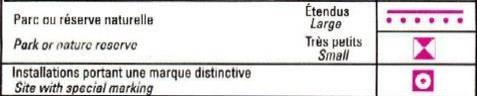 Étendus
Parc ou réserve naturelle
Large
Park or nature reserve
Très petits
Small
Installations portant une marque distinctive
Site with special marking